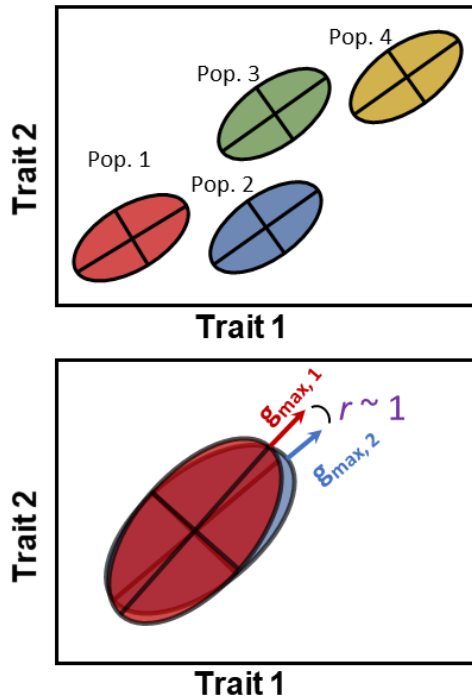 Pop. 4
Pop. 3
Pop. 1
Pop. 2
Trait 2
Trait 1
gmax, 1
r ~ 1
gmax, 2
Trait 2
Trait 1